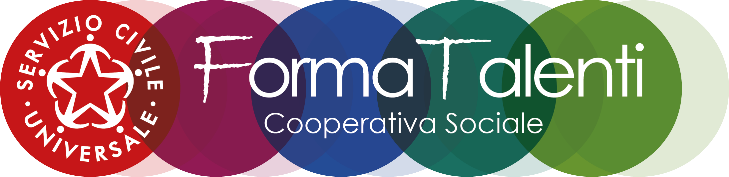 SERVIZIO CIVILE
UNIVERSALE
FormaTalenti
Cooperativa Sociale